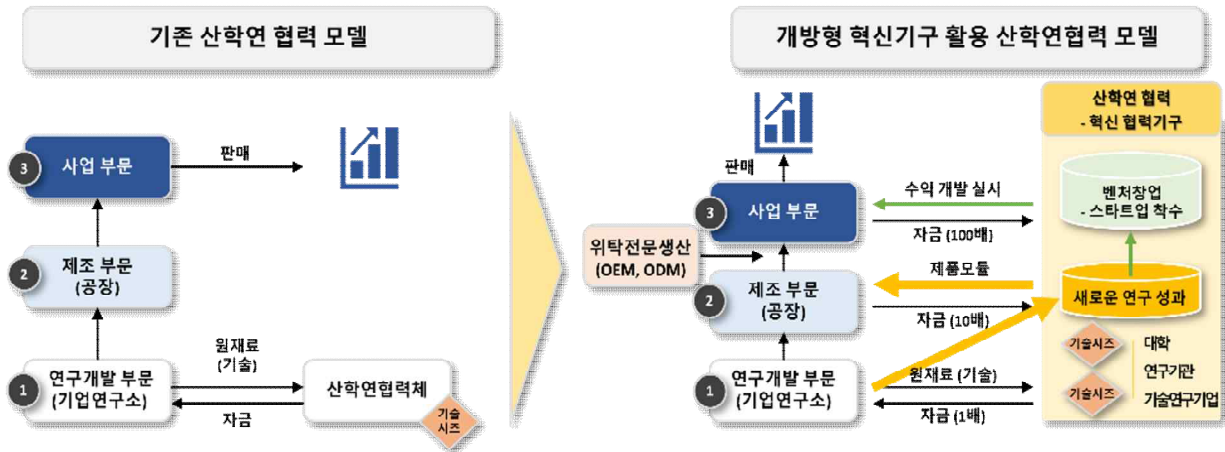 기존 산학연 협력 모델
3
사업 부문
판매
2
제조 부문
(공장)
1
연구개발 부문
(기업연구소)
원재료
(기술)
자금
산학연협력체
기술
시즈
개방형 혁신기구 활용 산학연협력 모델
판매
3
사업 부문
위탁전문생산
(OEM, ODM)
2
제조 부문
(공장)
1
연구개발 부문
(기업연구소)
수익 개발 실시
자금 (100배)
제품모듈
자금 (10배)
원재료 (기술)
자금 (1배)
산학연 협력
- 혁신 협력기구
벤처창업
- 스타트업 착수
새로운 연구 성과
기술시즈
기술시즈
대학
연구기관
기술연구기업